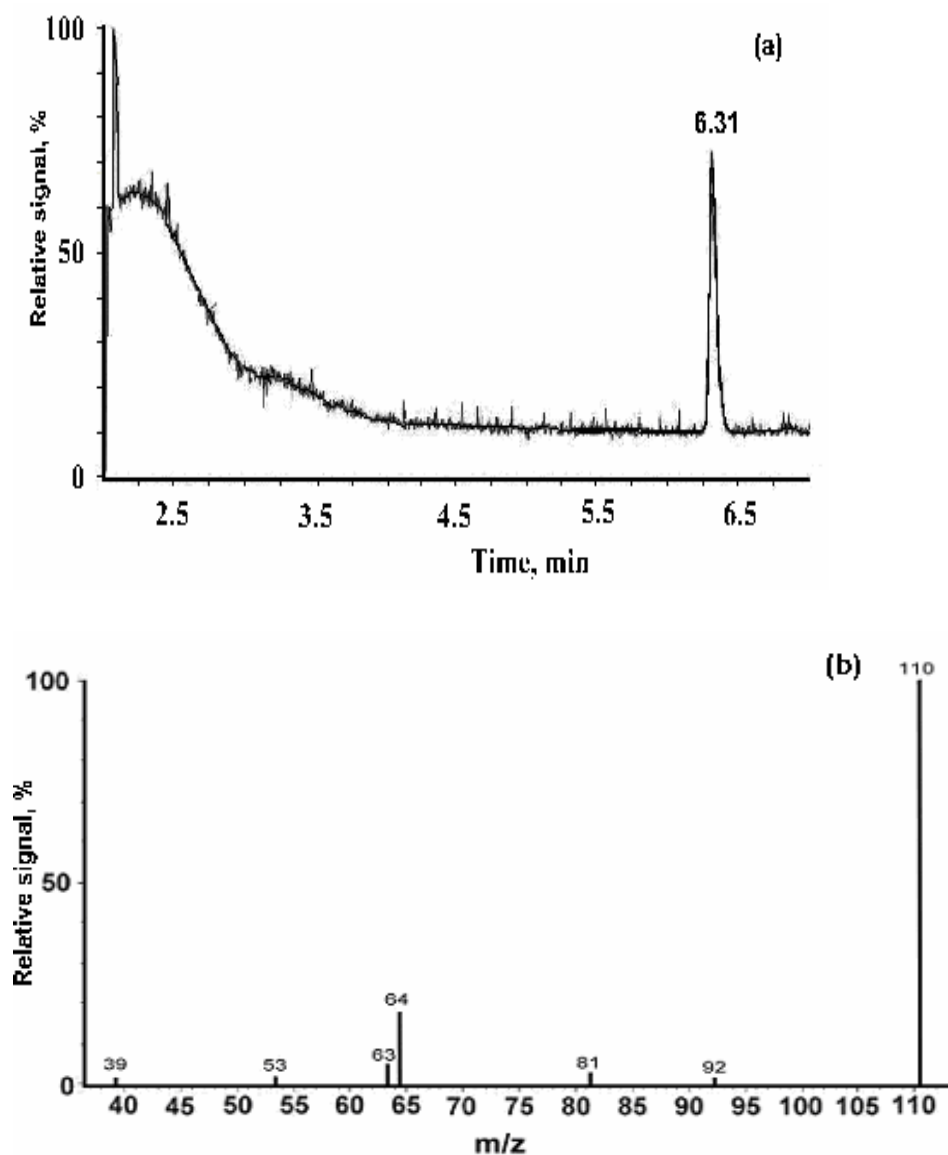 (a)
100
6.31
Relative signal, %
50
0
2.5 3.5 4.5 5.5 6.5
Time, min
(b)
110
100
Relative signal, %
50
64
63
39 53 81 92
0
40 45 50 55 60 65 70 75 80 85 90 95 100 105 110
m/z